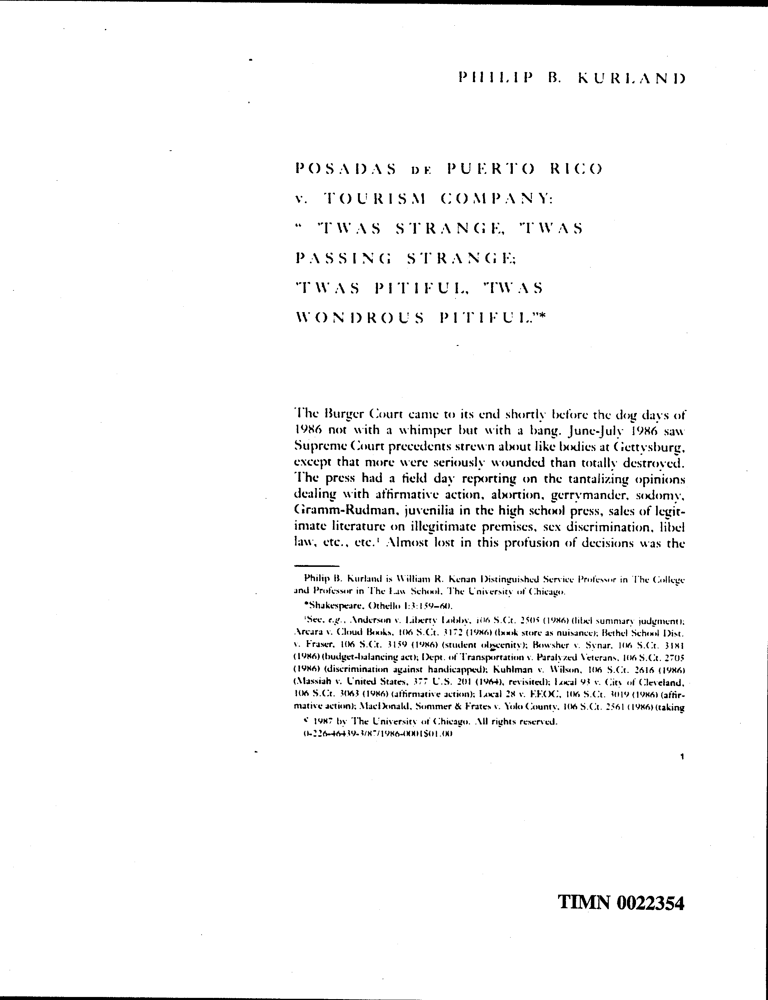 PHILIP B. KURLAND
POSADAS DE PUERTO RICO
v. TOURISM COMPANY:
" 'TWAS STRANGE, 'TWAS
PASSING STRANGE;
'TWAS PITIFUL, 'TWAS
WONDROUS PITIFUL."*
The Burger Court came to its end shortly before the dog days of
1986 not with a whimper but with a bang. June-July 1986 saw
Supreme Court precedents strewn about like bodies at Gettysburg,
except that more were seriously wounded than totally destroyed.
The press had a field day reporting on the tantalizing opinions
dealing with affirmative action, abortion, gerrymander, sodomy,
Gramm-Rudman, juvenilia in the high school press, sales of legit-
imate literature on illegitimate premises, sex discrimination, libel
law, etc., etc.¹ Almost lost in this profusion of decisions was the
Philip B. Kurland is William R. Kenan Distinguished Service Professor in The College
and Professor in The Law School, The University of Chicago.
*Shakespeare, Othello 1:3:159–60.
¹See, e.g., Anderson v. Liberty Lobby, 106 S.Ct. 2505 (1986) (libel summary judgment);
Arcara v. Cloud Books, 106 S.Ct. 3172 (1986) (book store as nuisance); Bethel School Dist.
v. Fraser, 106 S.Ct. 3159 (1986) (student obscenity); Bowsher v. Synar, 106 S.Ct. 3181
(1986) (budget-balancing act); Dept. of Transportation v. Paralyzed Veterans, 106 S.Ct. 2705
(1986) (discrimination against handicapped); Kuhlman v. Wilson, 106 S.Ct. 2616 (1986)
(Massiah v. United States, 377 U.S. 201 (1964), revisited); Local 93 v. City of Cleveland,
106 S.Ct. 3063 (1986) (affirmative action); Local 28 v. EEOC, 106 S.Ct. 3019 (1986) (affir-
mative action); MacDonald, Sommer & Frates v. Yolo County, 106 S.Ct. 2561 (1986) (taking
© 1987 by The University of Chicago. All rights reserved.
0-226-46439-3/87/1986-0001$01.00
1
TIMN 0022354